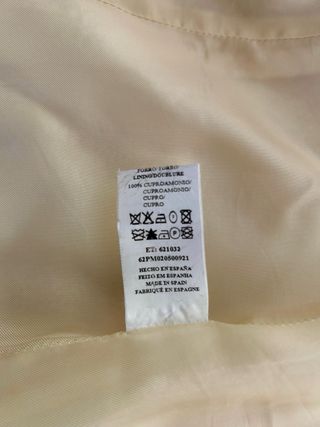 FORRO/FORRO/
LINING/DOUBLURE
100% CUPROAMONIO/
CUPROAMONIO/
CUPRO/
CUPRO
ET: 621032
62PM020500921
HECHO EN ESPAÑA
FEITO EM ESPANHA
MADE IN SPAIN
FABRIQUÉ EN ESPAGNE